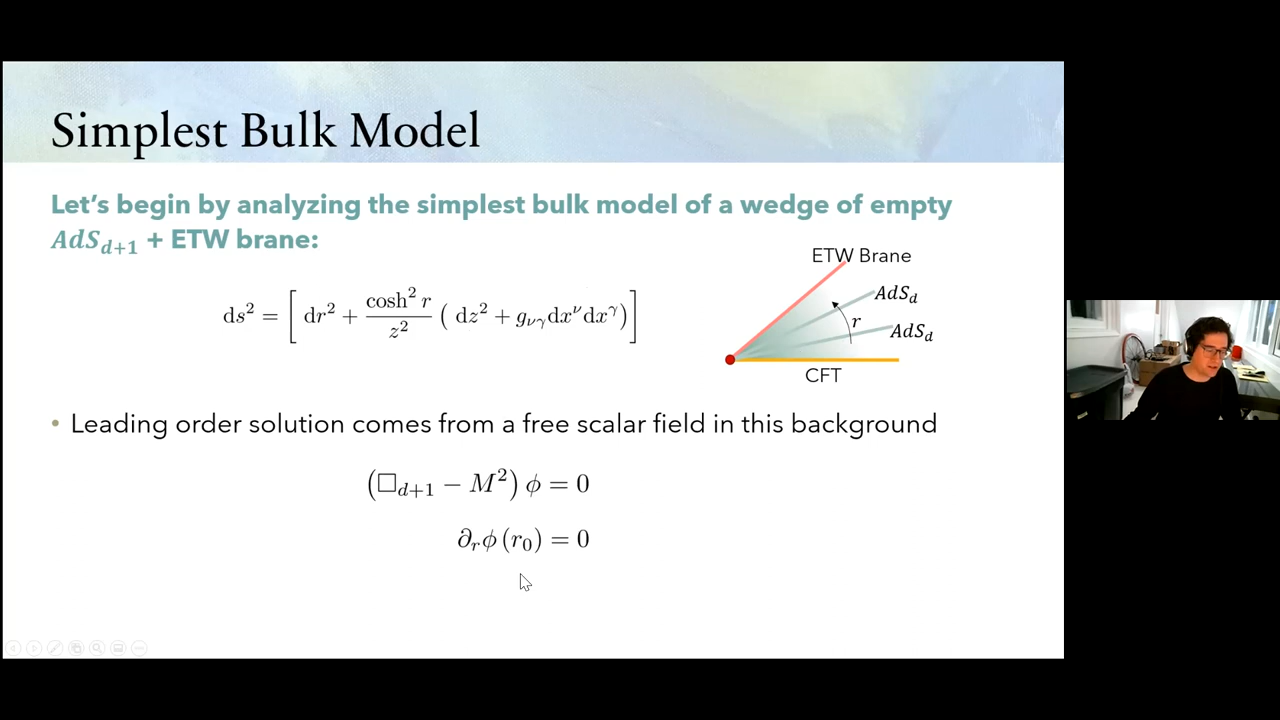 Simplest Bulk Model
Let's begin by analyzing the simplest bulk model of a wedge of empty
AdS_{d+1} + ETW brane:
ds² = [ dr² + cosh² r / z² ( dz² + g_{νγ}dx^ν dx^γ ) ]
ETW Brane
AdS_d
r
AdS_d
CFT
• Leading order solution comes from a free scalar field in this background
(□_{d+1} − M²) ϕ = 0
∂_r ϕ (r₀) = 0